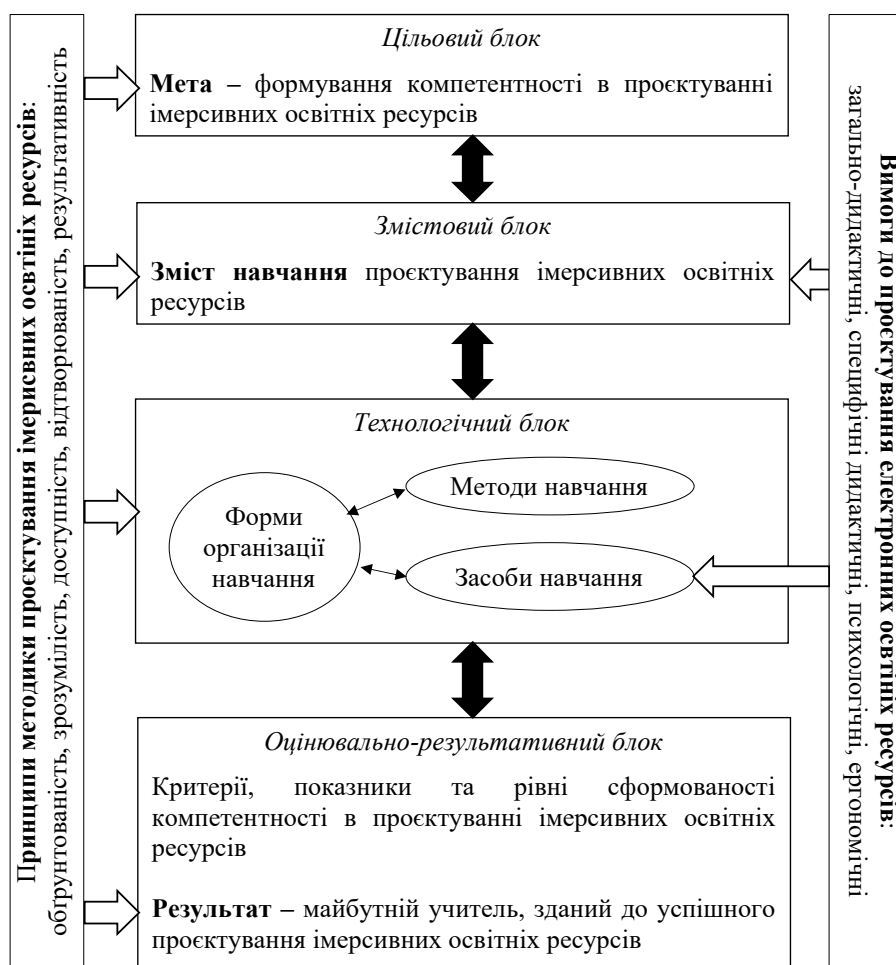 Принципи методики проєктування імерисвних освтініх ресурсів:
обґрунтованість, зрозумілість, доступність, відтворюваність, результативність
Цільовий блок
Мета – формування компетентності в проєктуванні
імерсивних освітніх ресурсів
Змістовий блок
Зміст навчання проєктування імерсивних освітніх
ресурсів
Технологічний блок
Форми
організації
навчання
Методи навчання
Засоби навчання
Оцінювально-результативний блок
Критерії, показники та рівні сформованості
компетентності в проєктуванні імерсивних освітніх
ресурсів
Результат – майбутній учитель, зданий до успішного
проєктування імерсивних освітніх ресурсів
Вимоги до проєктування електронних освтініх ресурсів:
загально-дидактичні, специфічні дидактичні, психологічні, ергономічні